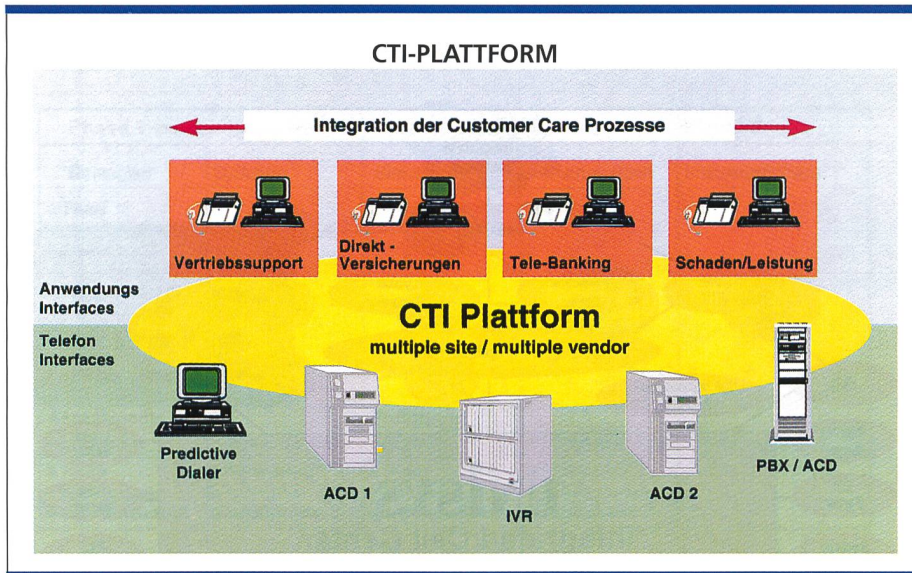 CTI-PLATTFORM
Integration der Customer Care Prozesse
Vertriebssupport
Direkt -
Versicherungen
Tele-Banking
Schaden/Leistung
Anwendungs
Interfaces
Telefon
Interfaces
CTI Plattform
multiple site / multiple vendor
Predictive
Dialer
ACD 1
IVR
ACD 2
PBX / ACD